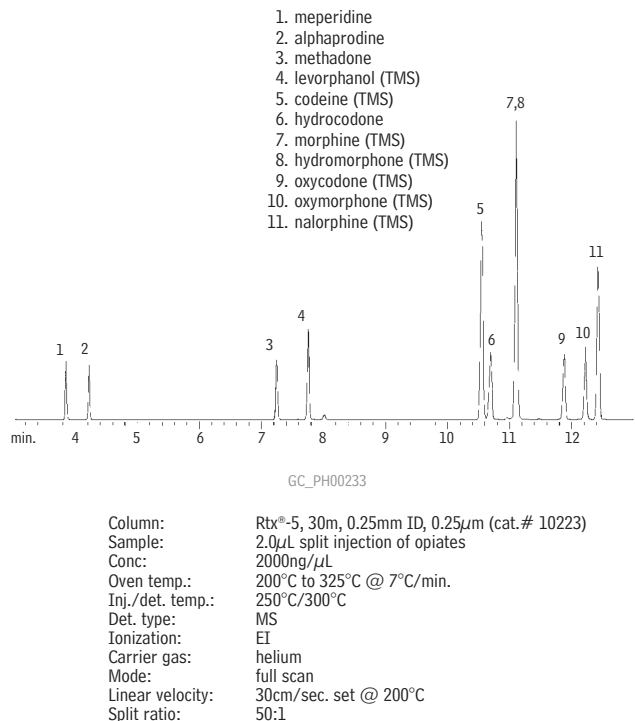 1. meperidine
2. alphaprodine
3. methadone
4. levorphanol (TMS)
5. codeine (TMS)
6. hydrocodone
7. morphine (TMS)
8. hydromorphone (TMS)
9. oxycodone (TMS)
10. oxymorphone (TMS)
11. nalorphine (TMS)
7,8
5
11
4
3
1 2
6
9 10
min. 4 5 6 7 8 9 10 11 12
GC_PH00233
Column: Rtx®-5, 30m, 0.25mm ID, 0.25µm (cat.# 10223)
Sample: 2.0µL split injection of opiates
Conc: 2000ng/µL
Oven temp.: 200°C to 325°C @ 7°C/min.
Inj./det. temp.: 250°C/300°C
Det. type: MS
Ionization: EI
Carrier gas: helium
Mode: full scan
Linear velocity: 30cm/sec. set @ 200°C
Split ratio: 50:1